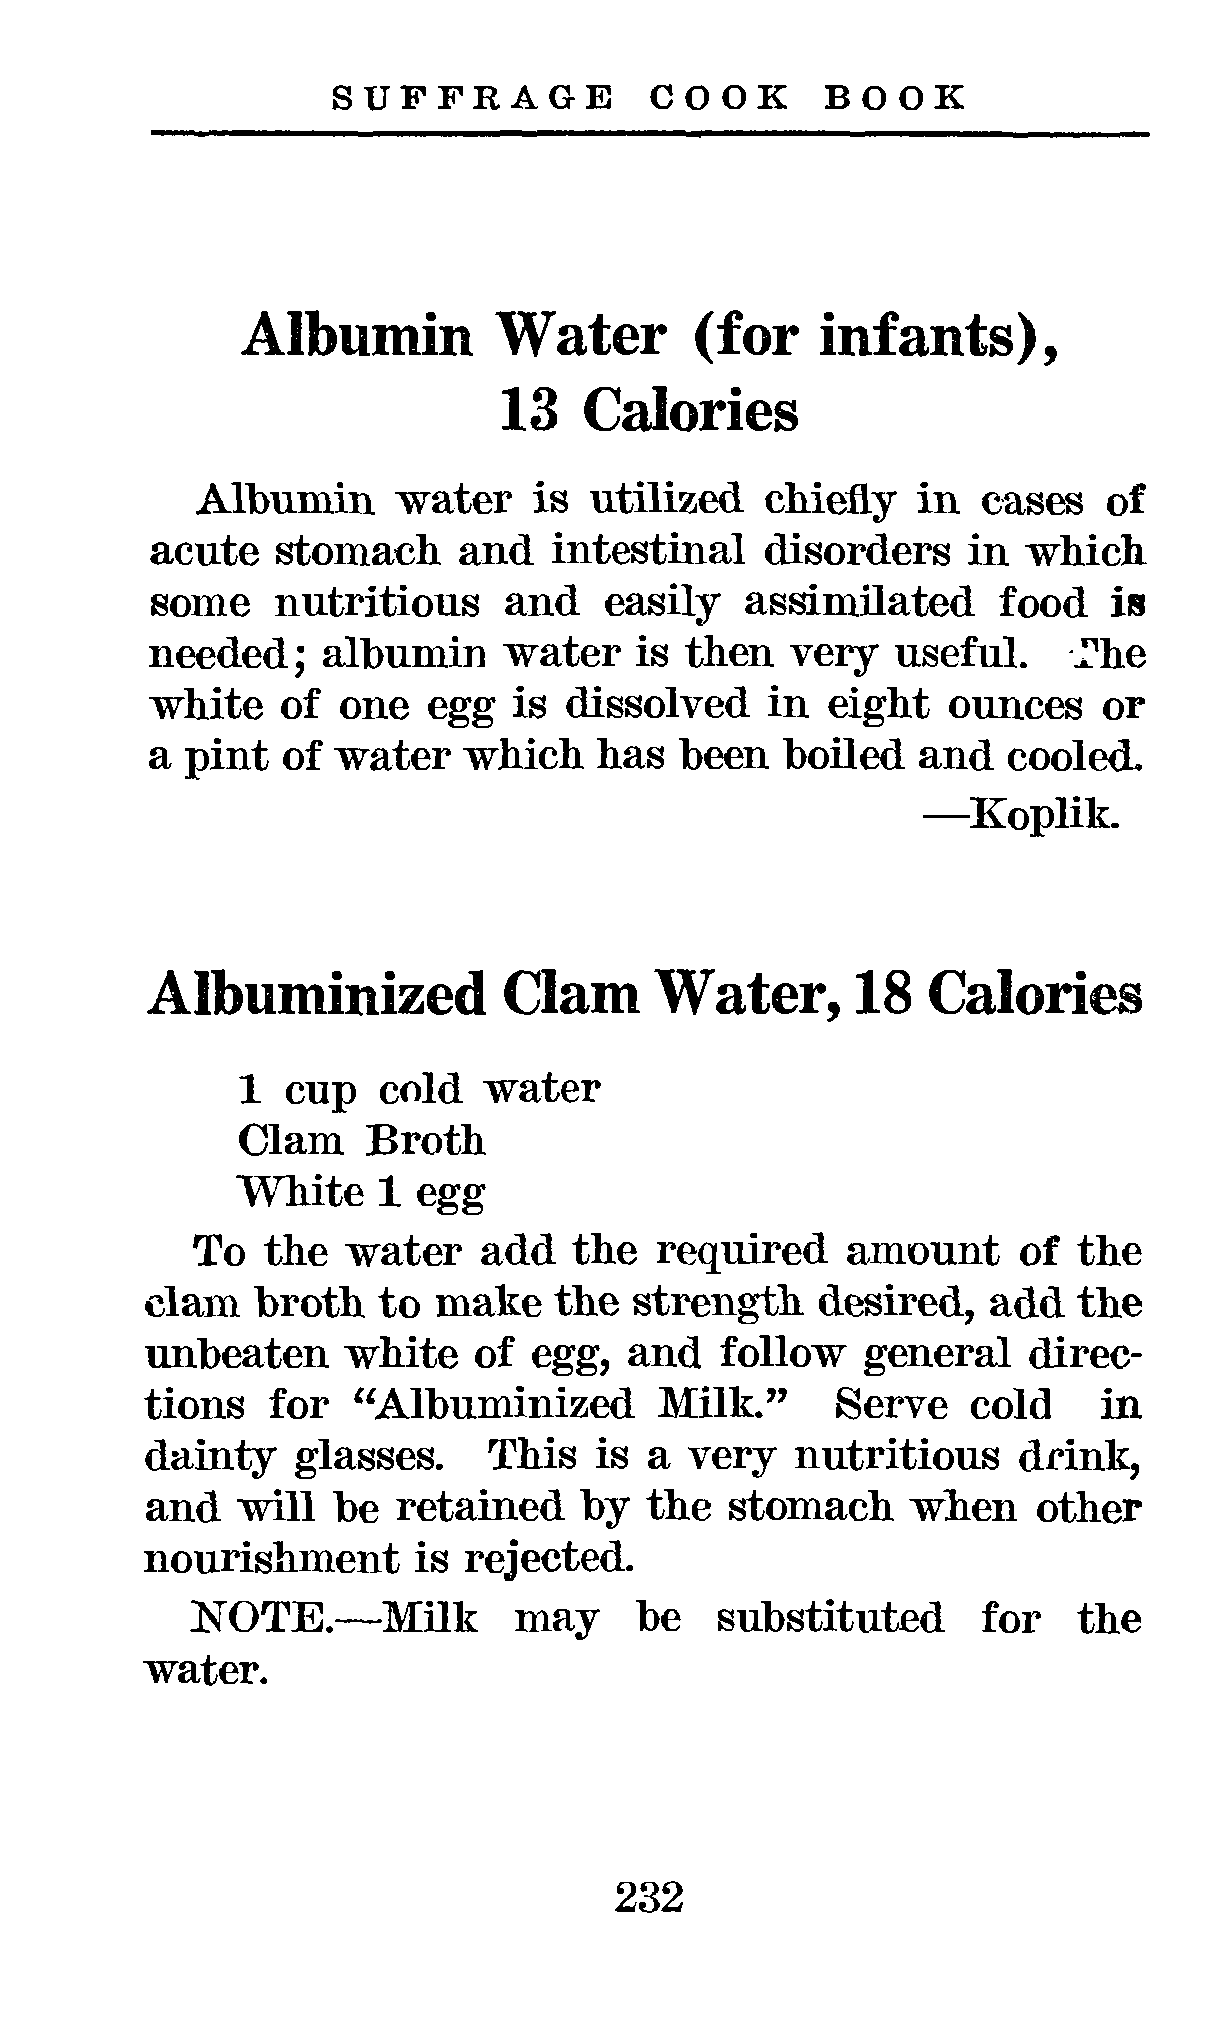 SUFFRAGE COOK BOOK
Albumin Water (for infants),
13 Calories
Albumin water is utilized chiefly in cases of
acute stomach and intestinal disorders in which
some nutritious and easily assimilated food is
needed; albumin water is then very useful. The
white of one egg is dissolved in eight ounces or
a pint of water which has been boiled and cooled.
—Koplik.
Albuminized Clam Water, 18 Calories
1 cup cold water
Clam Broth
White 1 egg
To the water add the required amount of the
clam broth to make the strength desired, add the
unbeaten white of egg, and follow general direc-
tions for “Albuminized Milk.” Serve cold in
dainty glasses. This is a very nutritious drink,
and will be retained by the stomach when other
nourishment is rejected.
NOTE.—Milk may be substituted for the
water.
232